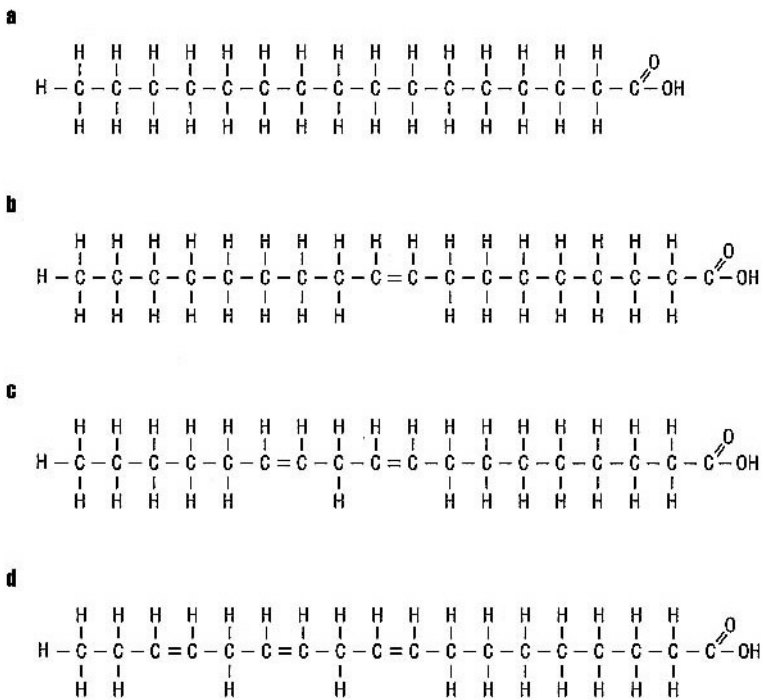 a
H H H H H H H H H H H H H H H
O
H – C – C – C – C – C – C – C – C – C – C – C – C – C – C – C – C – OH
H H H H H H H H H H H H H H H
b
H H H H H H H H H H H H H H H H H
O
H – C – C – C – C – C – C – C – C – C = C – C – C – C – C – C – C – C – C – OH
H H H H H H H H H H H H H H H
c
H H H H H H H H H H H H H H H H H
O
H – C – C – C – C – C – C = C – C – C = C – C – C – C – C – C – C – C – C – OH
H H H H H H H H H H H H H
d
H H H H H H H H H H H H H H H H H
O
H – C – C – C = C – C – C = C – C – C = C – C – C – C – C – C – C – C – C – OH
H H H H H H H H H H H